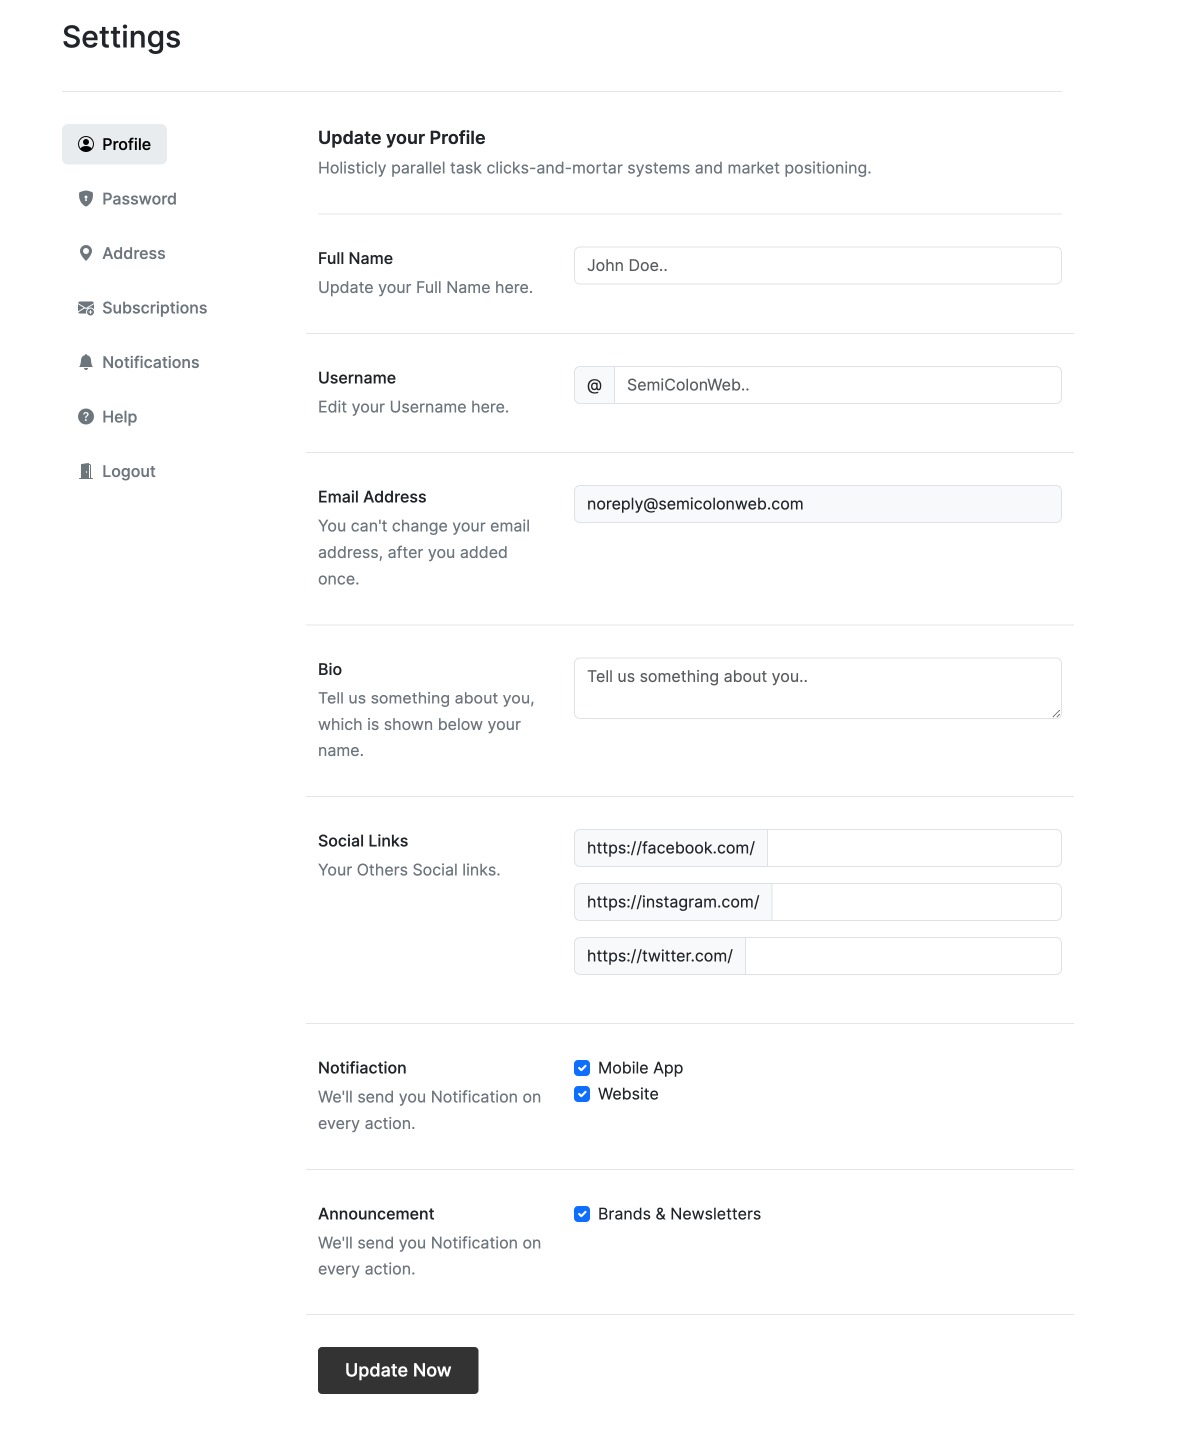 Settings
Profile
Password
Address
Subscriptions
Notifications
Help
Logout
Update your Profile
Holisticly parallel task clicks-and-mortar systems and market positioning.
Full Name
Update your Full Name here.
John Doe..
Username
Edit your Username here.
@ SemiColonWeb..
Email Address
You can't change your email
address, after you added
once.
noreply@semicolonweb.com
Bio
Tell us something about you,
which is shown below your
name.
Tell us something about you..
Social Links
Your Others Social links.
https://facebook.com/
https://instagram.com/
https://twitter.com/
Notifiaction
We'll send you Notification on
every action.
Mobile App
Website
Announcement
We'll send you Notification on
every action.
Brands & Newsletters
Update Now